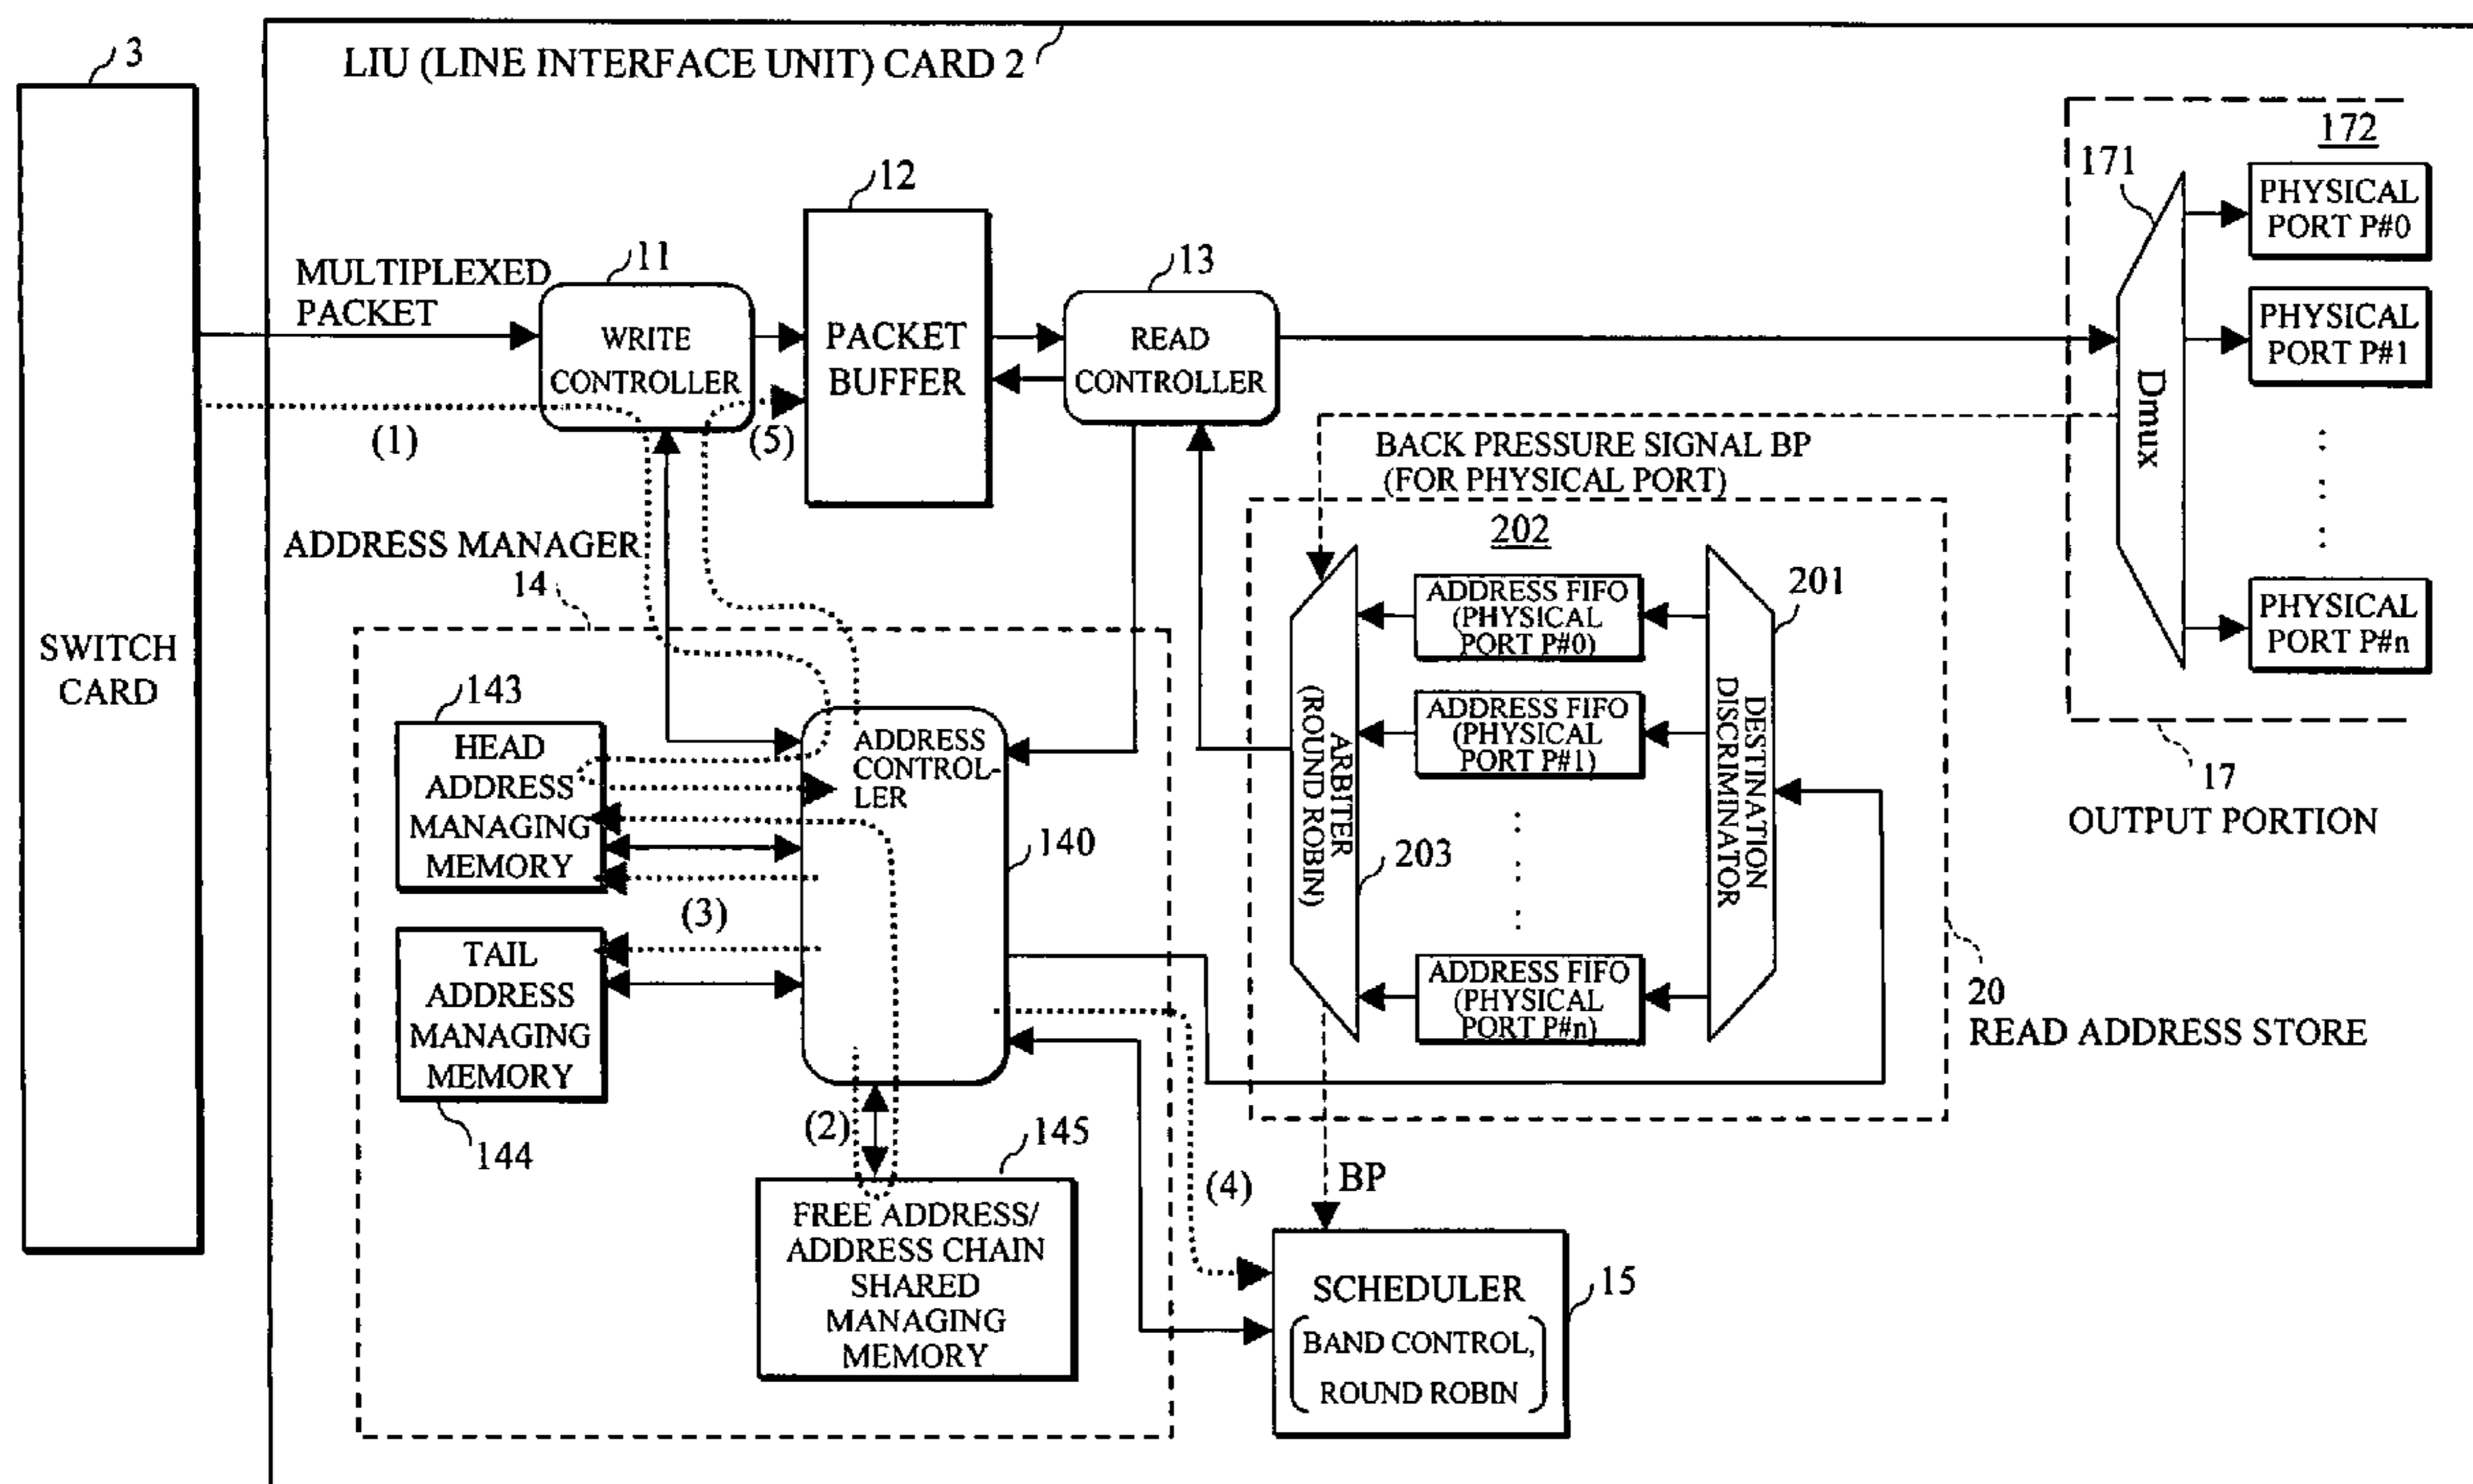 3
LIU (LINE INTERFACE UNIT) CARD 2
SWITCH
CARD
MULTIPLEXED
PACKET
11
WRITE
CONTROLLER
12
PACKET
BUFFER
13
READ
CONTROLLER
171
Dmux
172
PHYSICAL
PORT P#0
PHYSICAL
PORT P#1
PHYSICAL
PORT P#n
17
OUTPUT PORTION
(1)
(5)
BACK PRESSURE SIGNAL BP
(FOR PHYSICAL PORT)
ADDRESS MANAGER
14
143
HEAD
ADDRESS
MANAGING
MEMORY
(3)
TAIL
ADDRESS
MANAGING
MEMORY
144
ADDRESS
CONTROL-
LER
140
(2)
145
FREE ADDRESS/
ADDRESS CHAIN
SHARED
MANAGING
MEMORY
202
ADDRESS FIFO
(PHYSICAL
PORT P#0)
ADDRESS FIFO
(PHYSICAL
PORT P#1)
ADDRESS FIFO
(PHYSICAL
PORT P#n)
201
DESTINATION
DISCRIMINATOR
ARBITER
(ROUND ROBIN)
203
20
READ ADDRESS STORE
(4)
BP
SCHEDULER
BAND CONTROL,
ROUND ROBIN
15